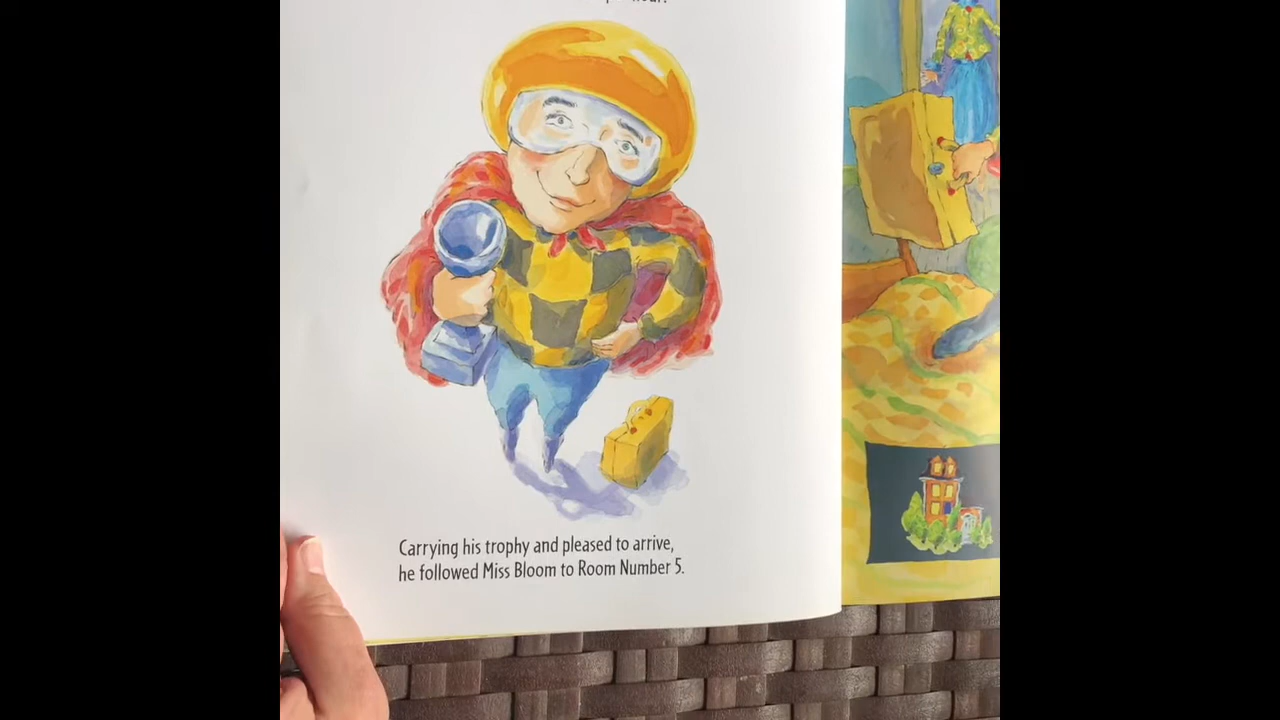 Carrying his trophy and pleased to arrive,
he followed Miss Bloom to Room Number 5.